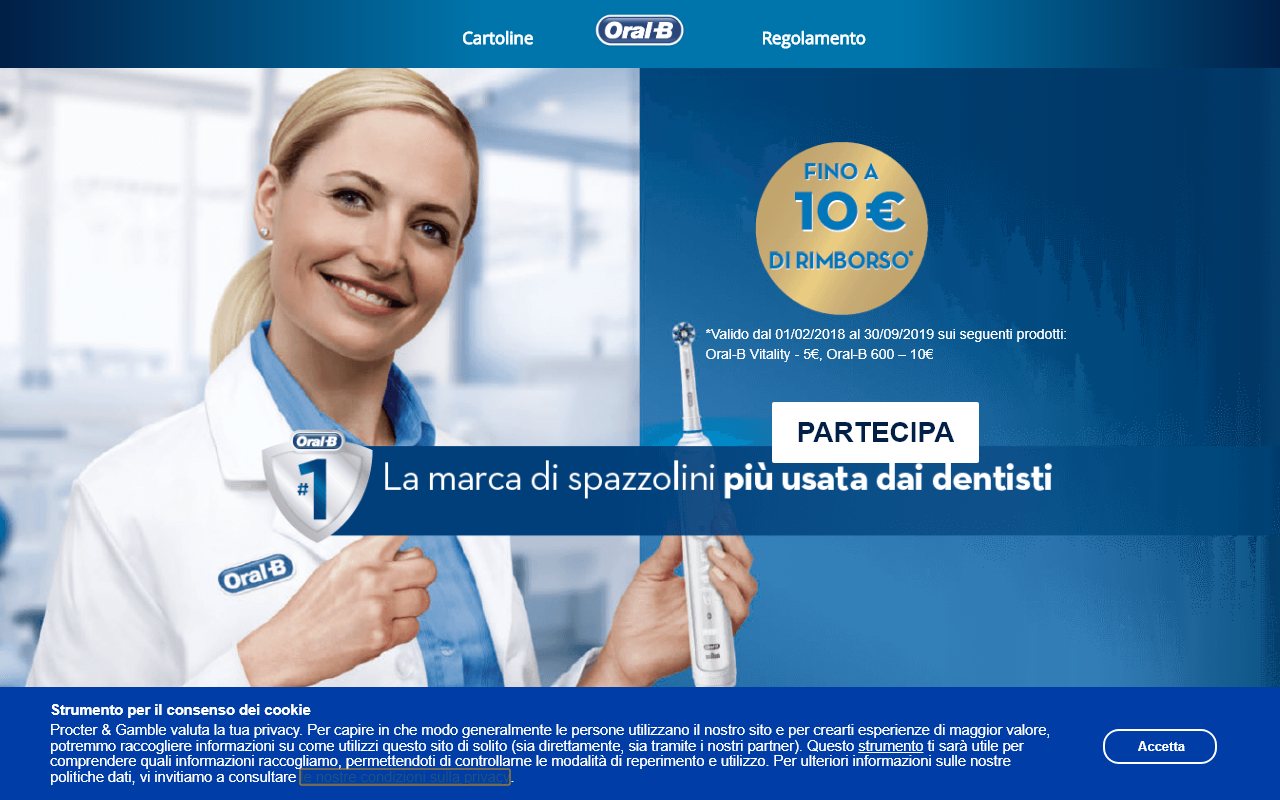 Cartoline
Oral-B
Regolamento
FINO A
10 €
DI RIMBORSO*
*Valido dal 01/02/2018 al 30/09/2019 sui seguenti prodotti:
Oral-B Vitality - 5€, Oral-B 600 – 10€
PARTECIPA
Oral-B
#1
La marca di spazzolini più usata dai dentisti
Oral-B
Oral-B
Strumento per il consenso dei cookie
Procter & Gamble valuta la tua privacy. Per capire in che modo generalmente le persone utilizzano il nostro sito e per crearti esperienze di maggior valore,
potremmo raccogliere informazioni su come utilizzi questo sito di solito (sia direttamente, sia tramite i nostri partner). Questo strumento ti sarà utile per
comprendere quali informazioni raccogliamo, permettendoti di controllarne le modalità di reperimento e utilizzo. Per ulteriori informazioni sulle nostre
politiche dati, vi invitiamo a consultare le nostre condizioni sulla privacy.
Accetta